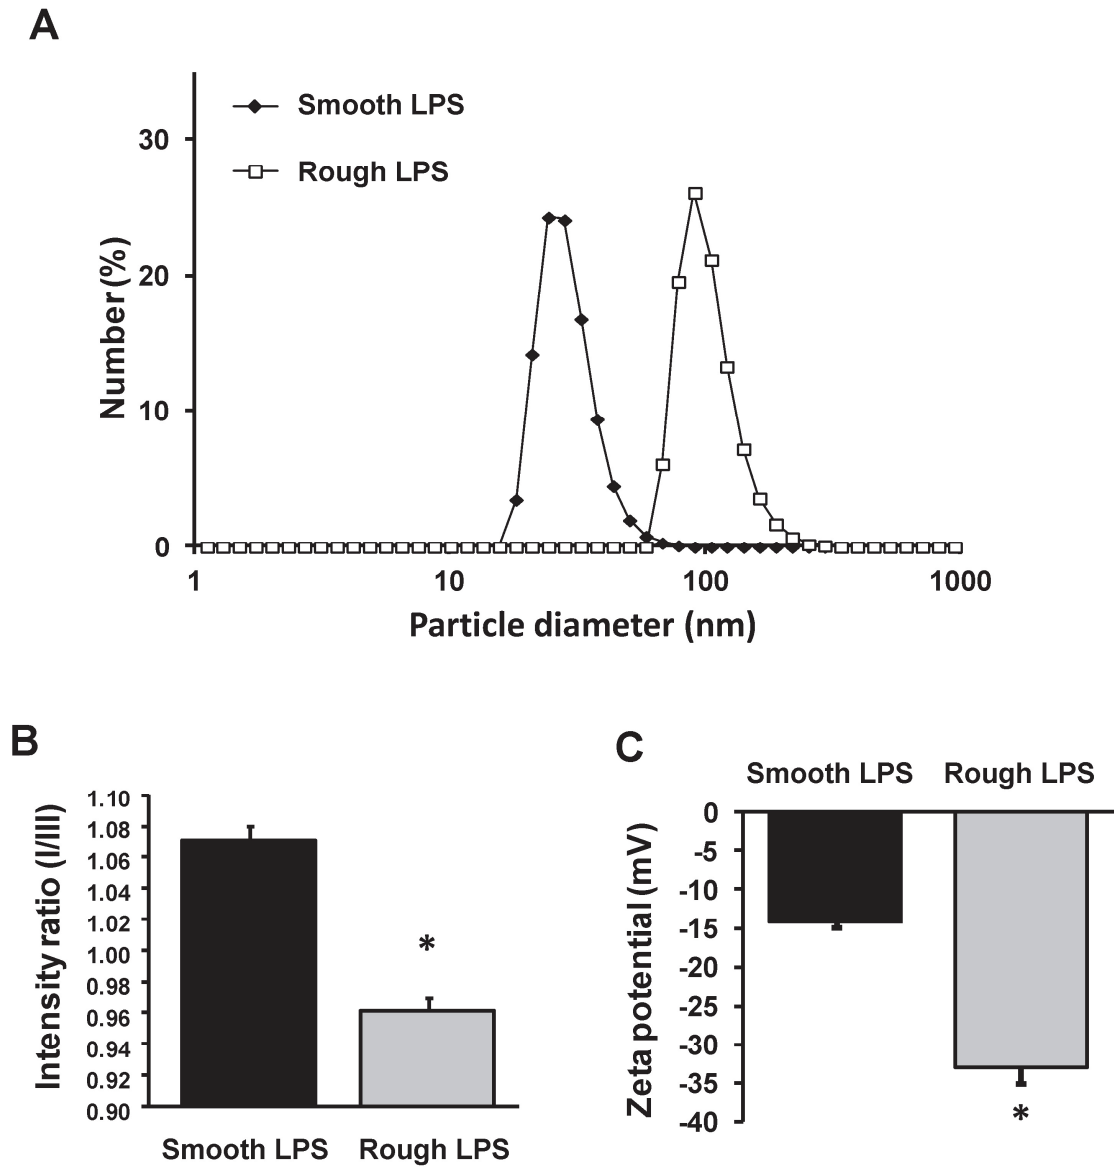 A
Smooth LPS
Rough LPS
Number (%)
30
20
10
0
1 10 100 1000
Particle diameter (nm)
B
Intensity ratio (I/III)
1.10
1.08
1.06
1.04
1.02
1.00
0.98
0.96
0.94
0.92
0.90
*
Smooth LPS Rough LPS
C
Smooth LPS Rough LPS
Zeta potential (mV)
0
-5
-10
-15
-20
-25
-30
-35
-40
*